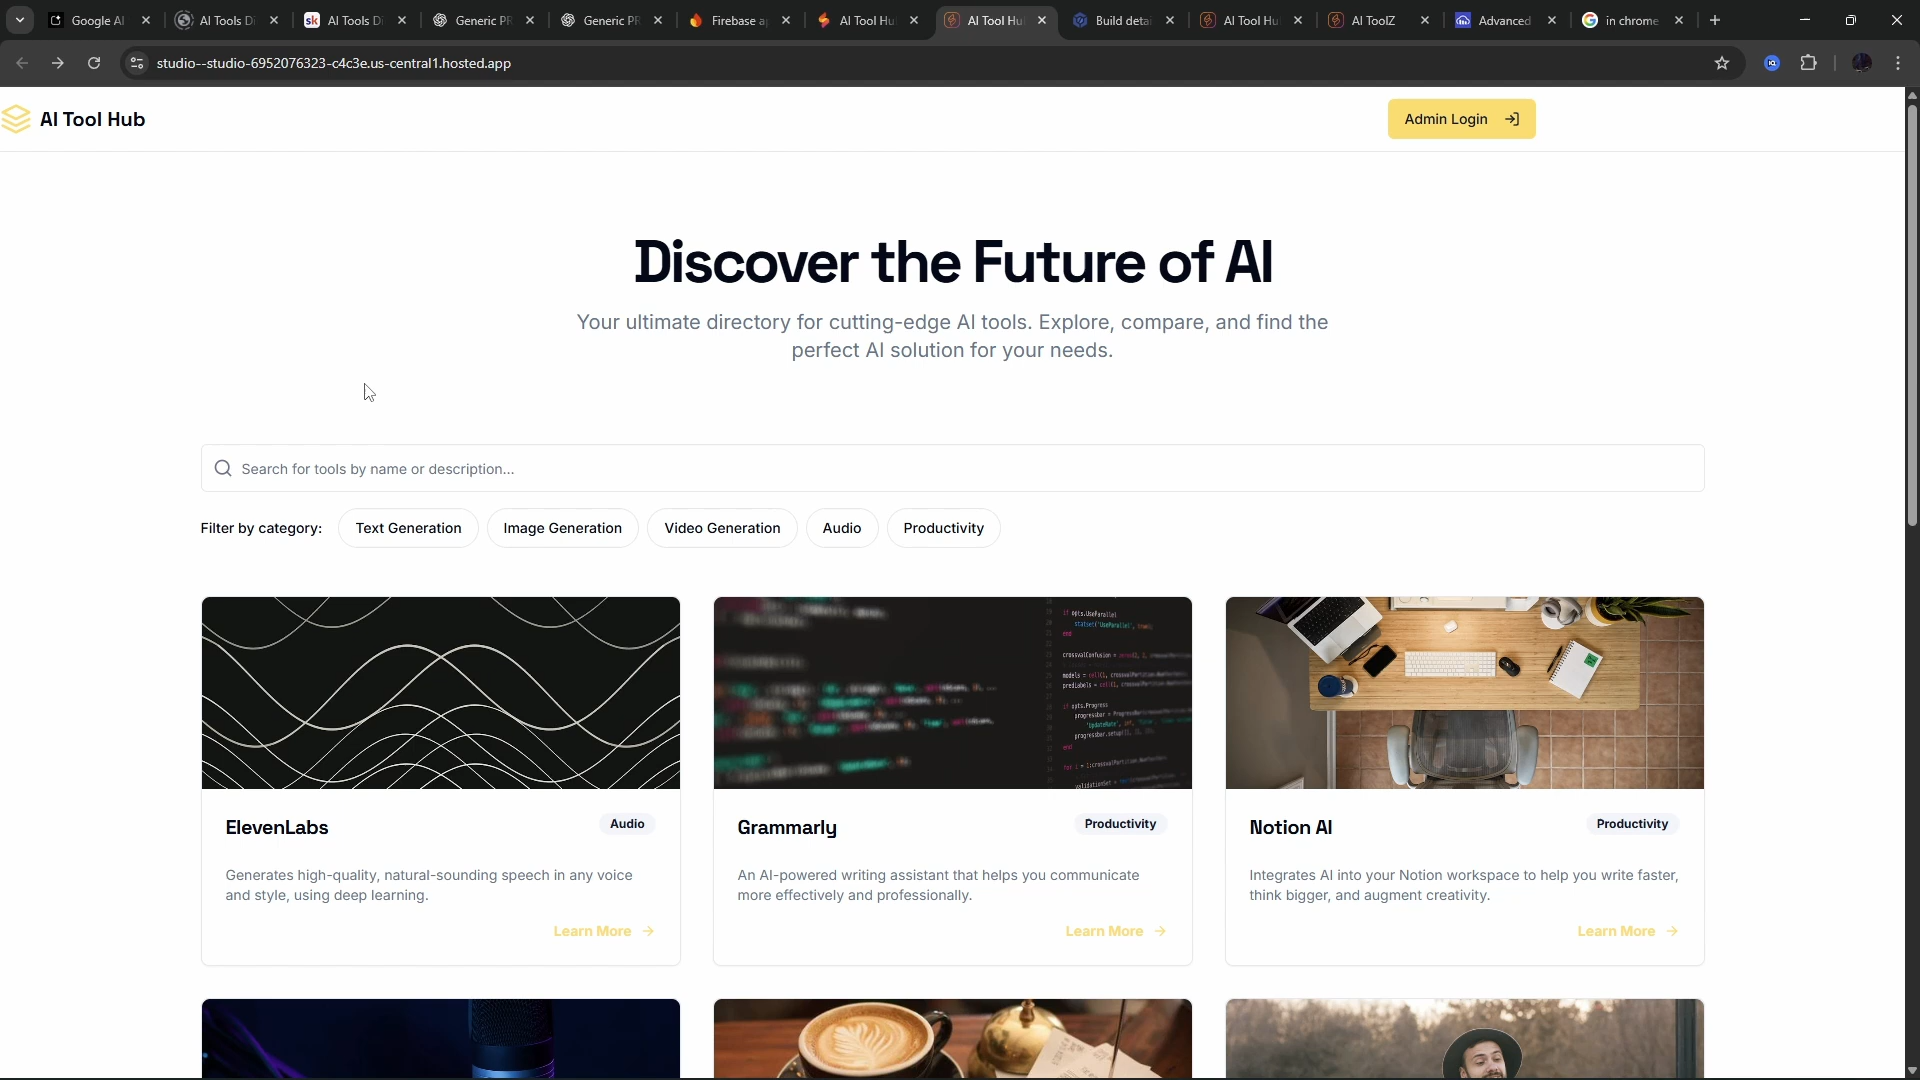 Google AI
AI Tools D
AI Tools D
Generic PR
Generic PR
Firebase a
AI Tool Hu
AI Tool Hu
Build deta
AI Tool Hu
AI ToolZ
Advanced
in chrome
studio--studio-6952076323-c4c3e.us-central1.hosted.app
AI Tool Hub
Admin Login
Discover the Future of AI
Your ultimate directory for cutting-edge AI tools. Explore, compare, and find the
perfect AI solution for your needs.
Search for tools by name or description...
Filter by category:
Text Generation
Image Generation
Video Generation
Audio
Productivity
ElevenLabs
Audio
Generates high-quality, natural-sounding speech in any voice
and style, using deep learning.
Learn More
Grammarly
Productivity
An AI-powered writing assistant that helps you communicate
more effectively and professionally.
Learn More
Notion AI
Productivity
Integrates AI into your Notion workspace to help you write faster,
think bigger, and augment creativity.
Learn More